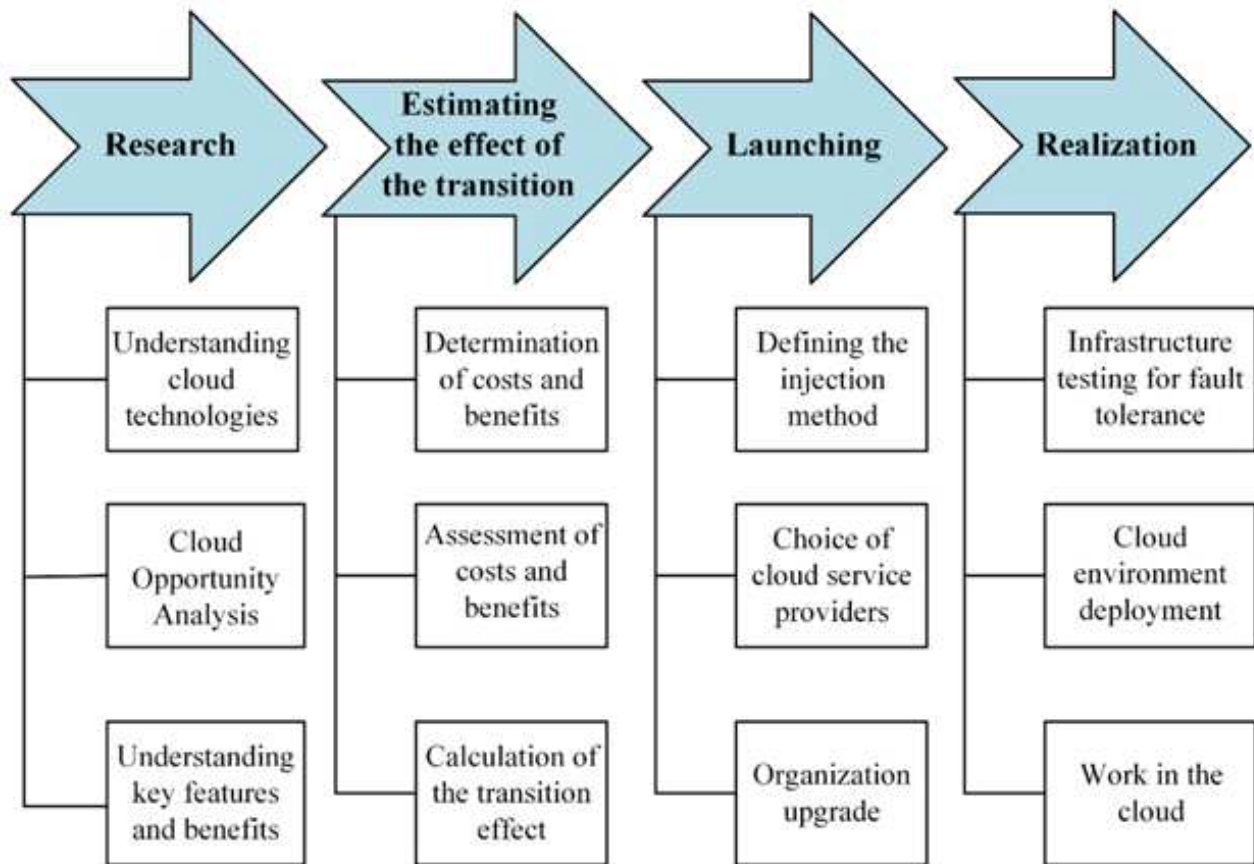 Research
Estimating
the effect of
the transition
Launching
Realization
Understanding
cloud
technologies
Cloud
Opportunity
Analysis
Understanding
key features
and benefits
Determination
of costs and
benefits
Assessment of
costs and
benefits
Calculation of
the transition
effect
Defining the
injection
method
Choice of
cloud service
providers
Organization
upgrade
Infrastructure
testing for fault
tolerance
Cloud
environment
deployment
Work in the
cloud